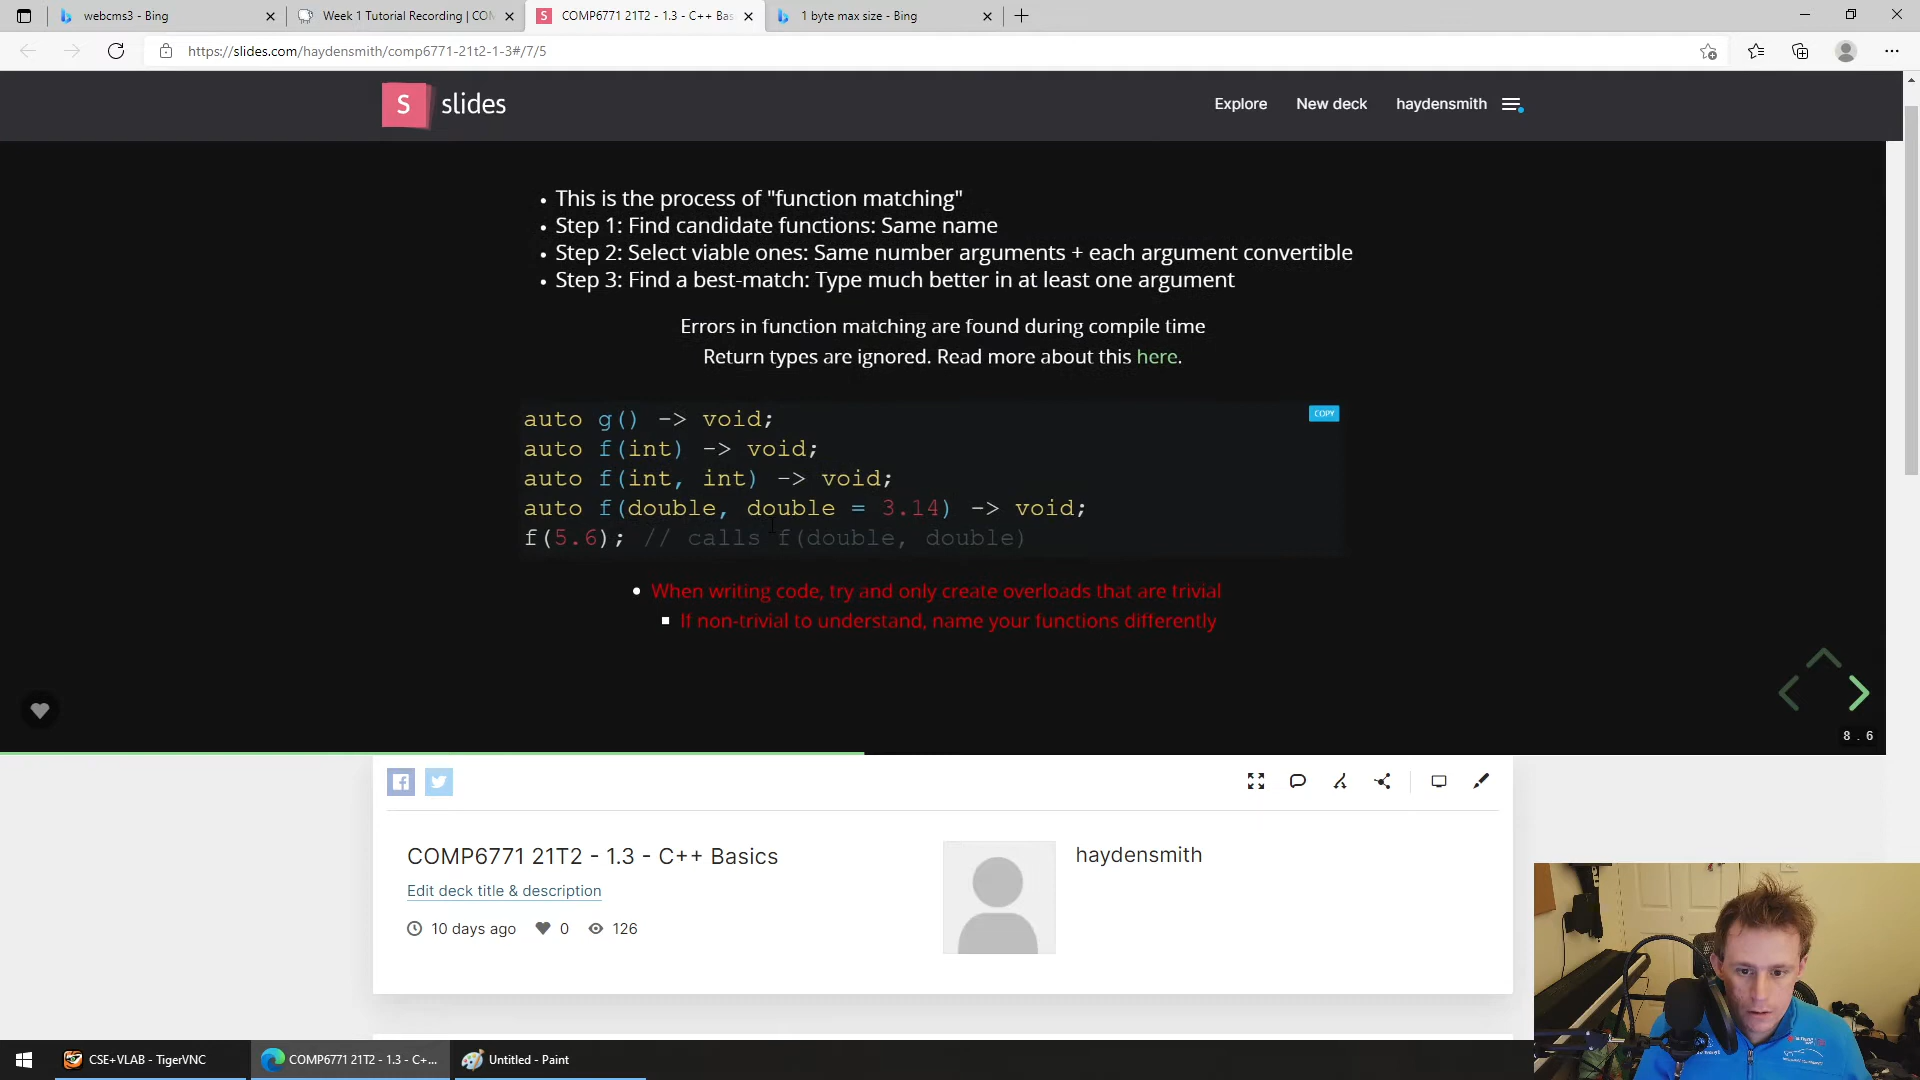 webcms3 - Bing
Week 1 Tutorial Recording | COM
COMP6771 21T2 - 1.3 - C++ Bas
1 byte max size - Bing
https://slides.com/haydensmith/comp6771-21t2-1-3#/7/5
S slides
Explore
New deck
haydensmith
This is the process of "function matching"
Step 1: Find candidate functions: Same name
Step 2: Select viable ones: Same number arguments + each argument convertible
Step 3: Find a best-match: Type much better in at least one argument
Errors in function matching are found during compile time
Return types are ignored. Read more about this here.
COPY
auto g() -> void;
auto f(int) -> void;
auto f(int, int) -> void;
auto f(double, double = 3.14) -> void;
f(5.6); // calls f(double, double)
When writing code, try and only create overloads that are trivial
If non-trivial to understand, name your functions differently
8 . 6
COMP6771 21T2 - 1.3 - C++ Basics
haydensmith
Edit deck title & description
10 days ago 0 126
CSE+VLAB - TigerVNC
COMP6771 21T2 - 1.3 - C+...
Untitled - Paint